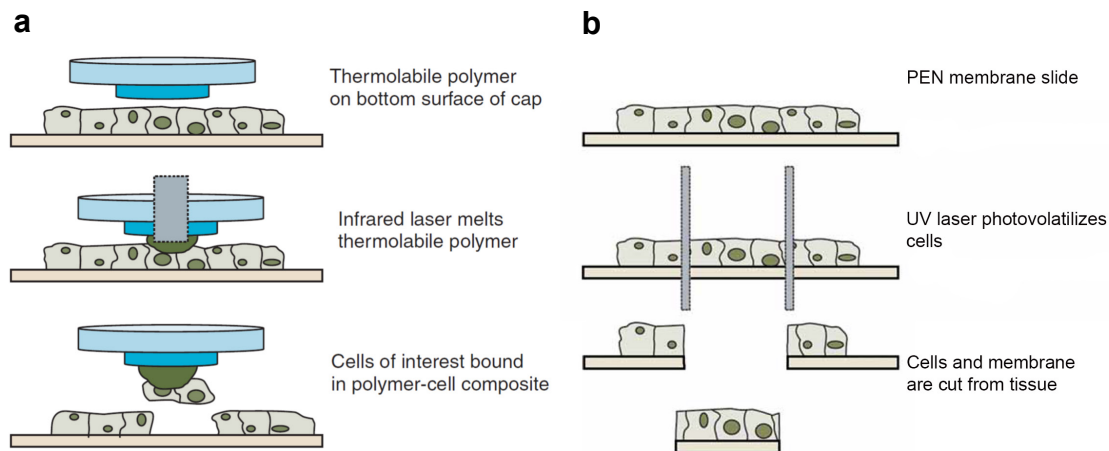 a
Thermolabile polymer
on bottom surface of cap
Infrared laser melts
thermolabile polymer
Cells of interest bound
in polymer-cell composite
b
PEN membrane slide
UV laser photovolatilizes
cells
Cells and membrane
are cut from tissue